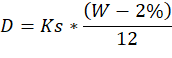 D = Ks * (W − 2%) / 12